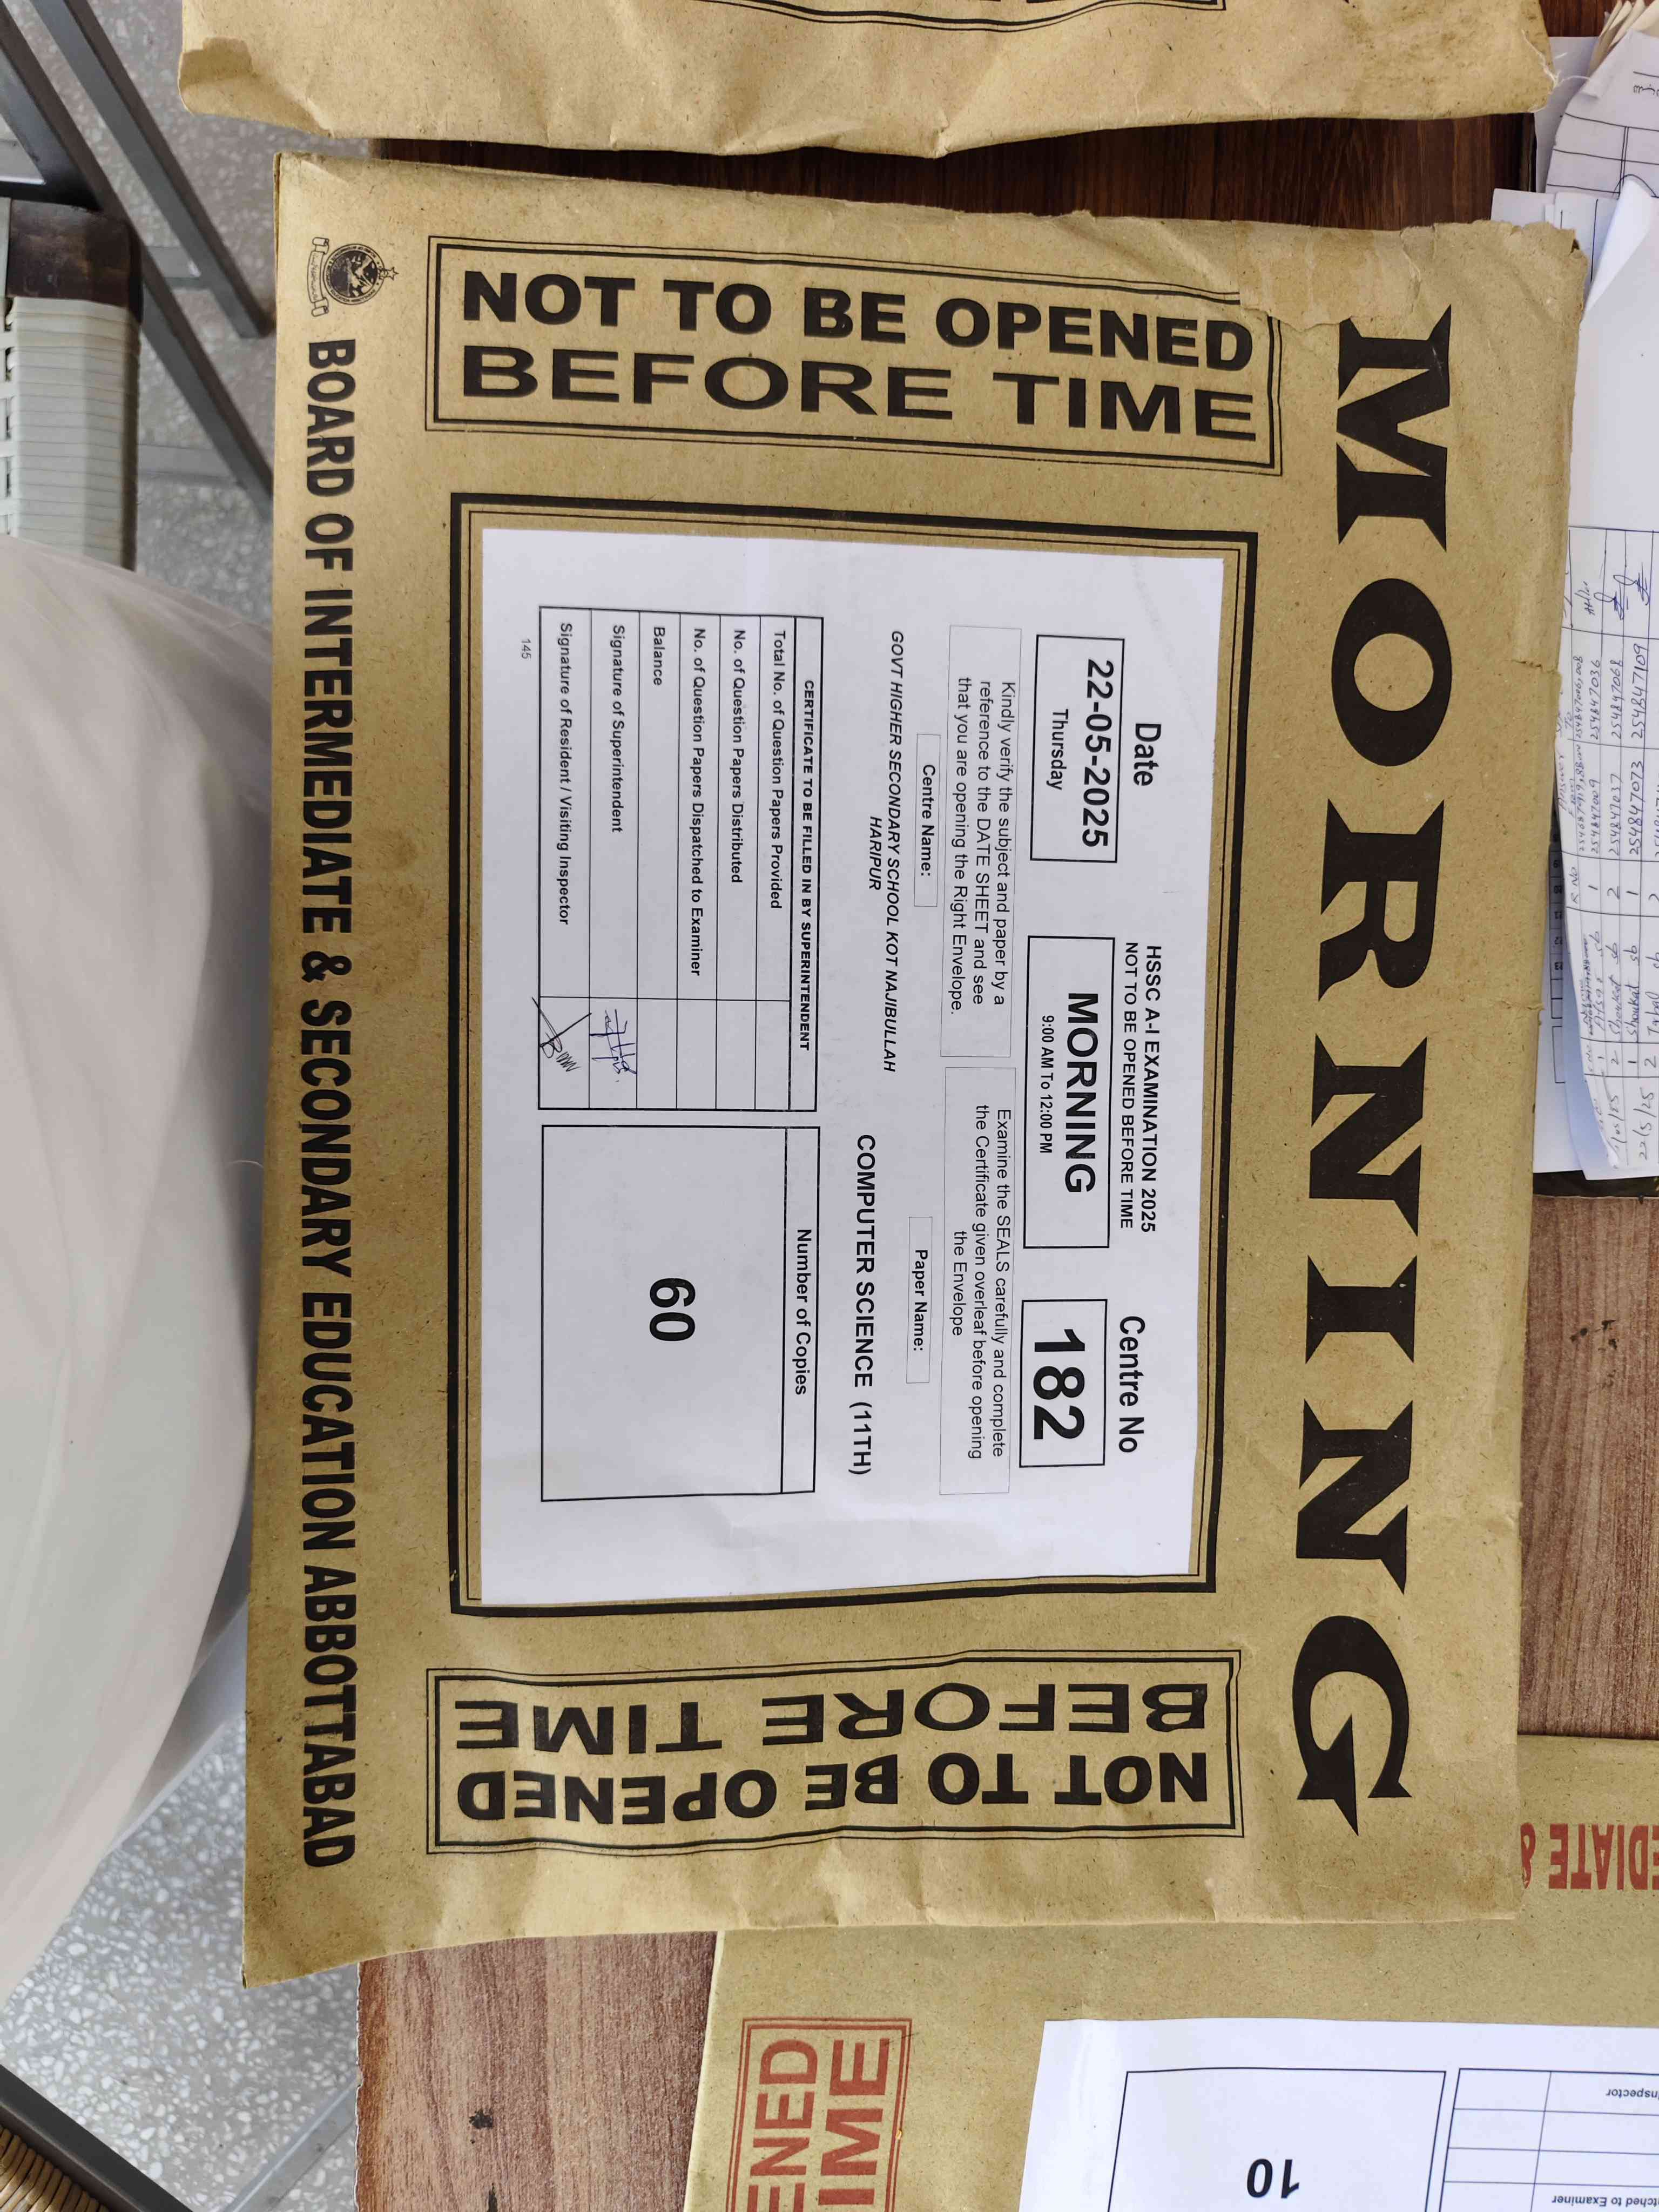 MORNING
NOT TO BE OPENED
BEFORE TIME
Date
22-05-2025
Thursday
HSSC A-I EXAMINATION 2025
NOT TO BE OPENED BEFORE TIME
MORNING
9:00 AM To 12:00 PM
Centre No
182
Kindly verify the subject and paper by a
reference to the DATE SHEET and see
that you are opening the Right Envelope.
Examine the SEALS carefully and complete
the Certificate given overleaf before opening
the Envelope
Centre Name:
GOVT HIGHER SECONDARY SCHOOL KOT NAJIBULLAH
HARIPUR
Paper Name:
COMPUTER SCIENCE (11TH)
CERTIFICATE TO BE FILLED IN BY SUPERINTENDENT
Total No. of Question Papers Provided
No. of Question Papers Distributed
No. of Question Papers Dispatched to Examiner
Balance
Signature of Superintendent
Signature of Resident / Visiting Inspector
Number of Copies
60
145
NOT TO BE OPENED
BEFORE TIME
BOARD OF INTERMEDIATE & SECONDARY EDUCATION ABBOTTABAD
10